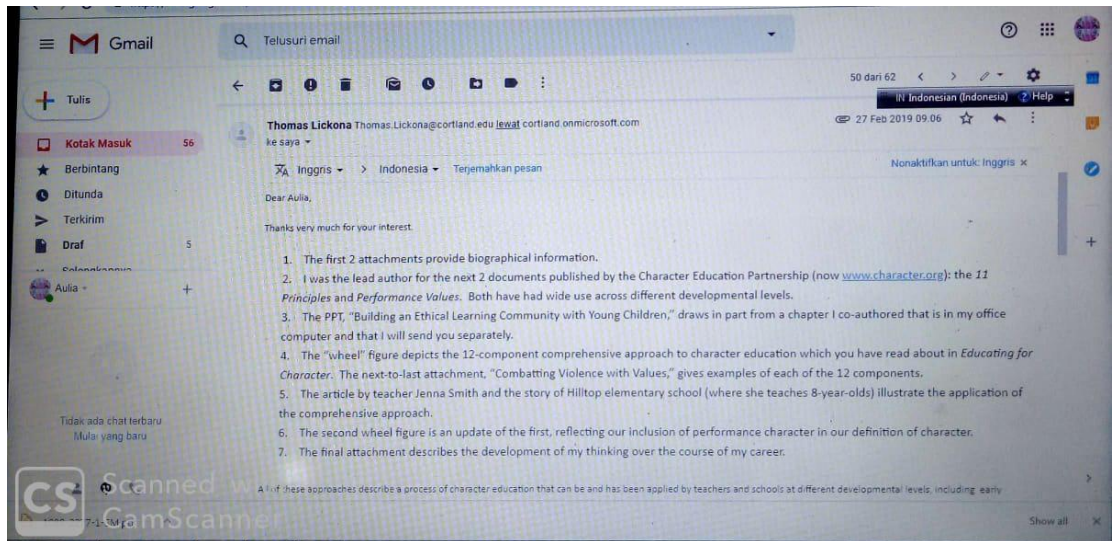 Gmail
Telusuri email
50 dari 62
Tulis
IN Indonesian (Indonesia) Help
Thomas Lickona Thomas.Lickona@cortland.edu lewat cortland.onmicrosoft.com
27 Feb 2019 09.06
ke saya
Kotak Masuk 56
Berbintang
Ditunda
Terkirim
Draf 5
Aulia
Inggris > Indonesia Terjemahkan pesan
Nonaktifkan untuk: Inggris x
Dear Aulia,
Thanks very much for your interest.
1. The first 2 attachments provide biographical information.
2. I was the lead author for the next 2 documents published by the Character Education Partnership (now www.character.org): the 11
Principles and Performance Values. Both have had wide use across different developmental levels.
3. The PPT, "Building an Ethical Learning Community with Young Children," draws in part from a chapter I co-authored that is in my office
computer and that I will send you separately.
4. The "wheel" figure depicts the 12-component comprehensive approach to character education which you have read about in Educating for
Character. The next-to-last attachment, "Combatting Violence with Values," gives examples of each of the 12 components.
5. The article by teacher Jenna Smith and the story of Hilltop elementary school (where she teaches 8-year-olds) illustrate the application of
the comprehensive approach.
6. The second wheel figure is an update of the first, reflecting our inclusion of performance character in our definition of character.
7. The final attachment describes the development of my thinking over the course of my career.
All of these approaches describe a process of character education that can be and has been applied by teachers and schools at different developmental levels, including early
Tidak ada chat terbaru
Mulai yang baru
Show all
CS Scanned
CamScanner